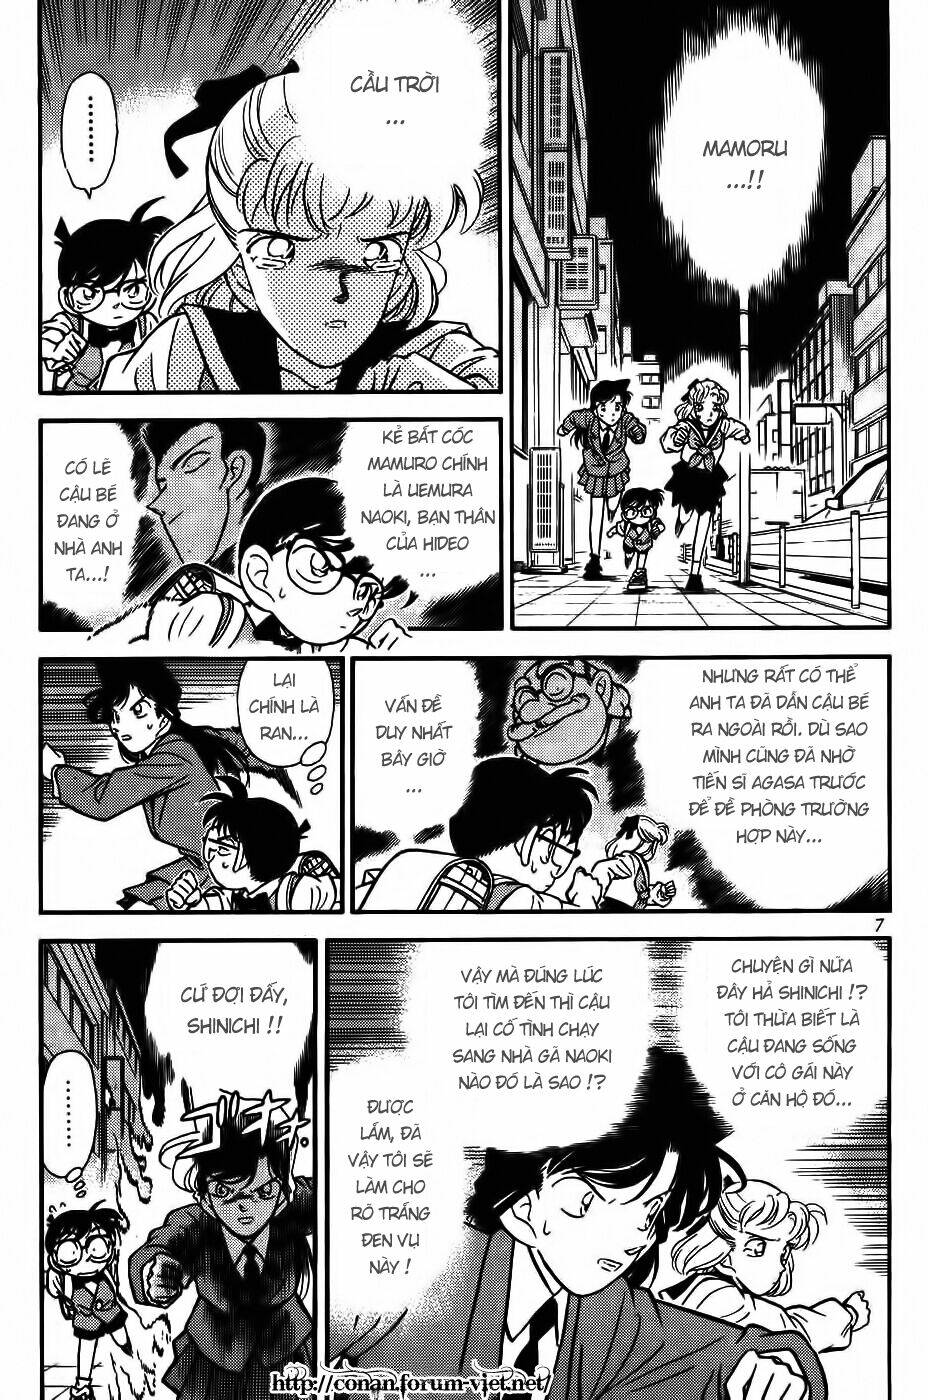 MAMORU
...!!
CẦU TRỜI
...
.........
KẺ BẮT CÓC
MAMURO CHÍNH
LÀ UEMURA
NAOKI, BẠN THÂN
CỦA HIDEO
...
CÓ LẼ
CẬU BÉ
ĐANG Ở
NHÀ ANH
TA...!
NHƯNG RẤT CÓ THỂ
ANH TA ĐÃ DẪN CẬU BÉ
RA NGOÀI RỒI. DÙ SAO
MÌNH CŨNG ĐÃ NHỜ
TIẾN SĨ AGASA TRƯỚC
ĐỂ ĐỀ PHÒNG TRƯỜNG
HỢP NÀY...
VẤN ĐỀ
DUY NHẤT
BÂY GIỜ
...
LẠI
CHÍNH LÀ
RAN...
7
CHUYỆN GÌ NỮA
ĐÂY HẢ SHINICHI !?
TÔI THỪA BIẾT LÀ
CẬU ĐANG SỐNG
VỚI CÔ GÁI NÀY
Ở CĂN HỘ ĐÓ...
VẬY MÀ ĐÚNG LÚC
TÔI TÌM ĐẾN THÌ CẬU
LẠI CỐ TÌNH CHẠY
SANG NHÀ GÃ NAOKI
NÀO ĐÓ LÀ SAO !?
ĐƯỢC
LẮM, ĐÃ
VẬY TÔI SẼ
LÀM CHO
RÕ TRẮNG
ĐEN VỤ
NÀY !
CỨ ĐỢI ĐẤY,
SHINICHI !!
......
http://conan.forum-viet.net